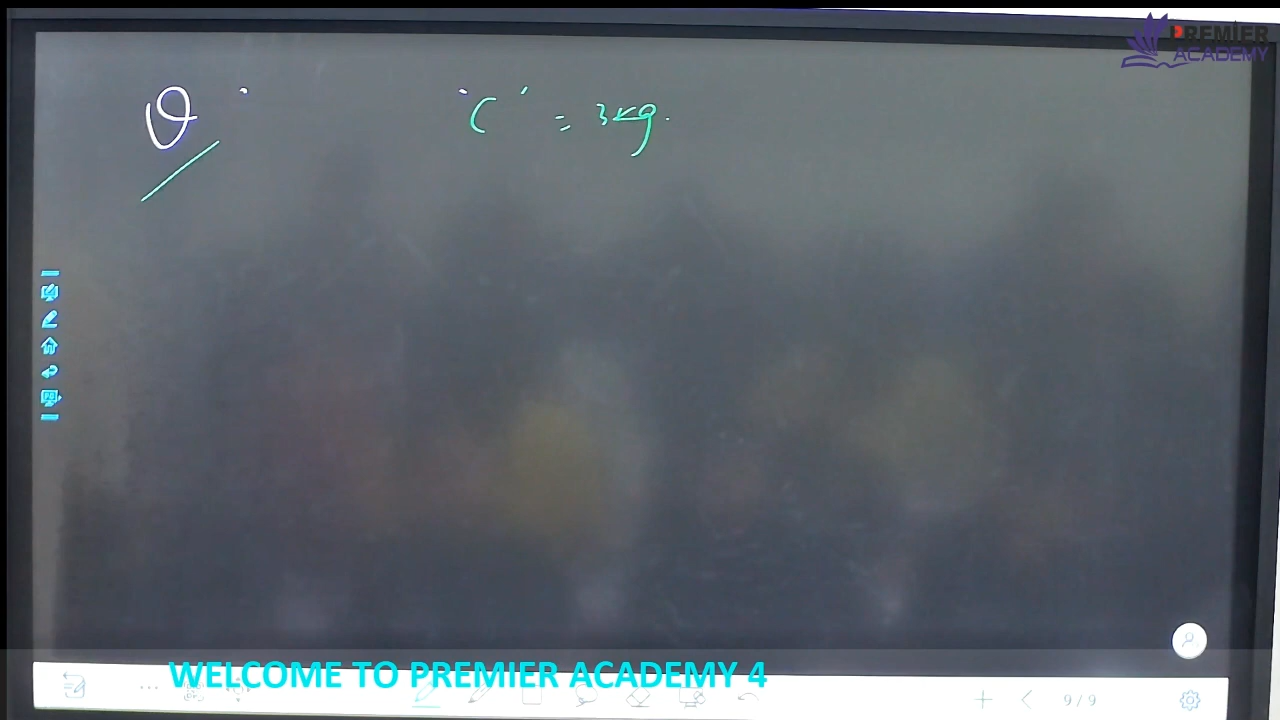 PREMIER
ACADEMY
'C' = 3kg.
WELCOME TO PREMIER ACADEMY 4
9/9